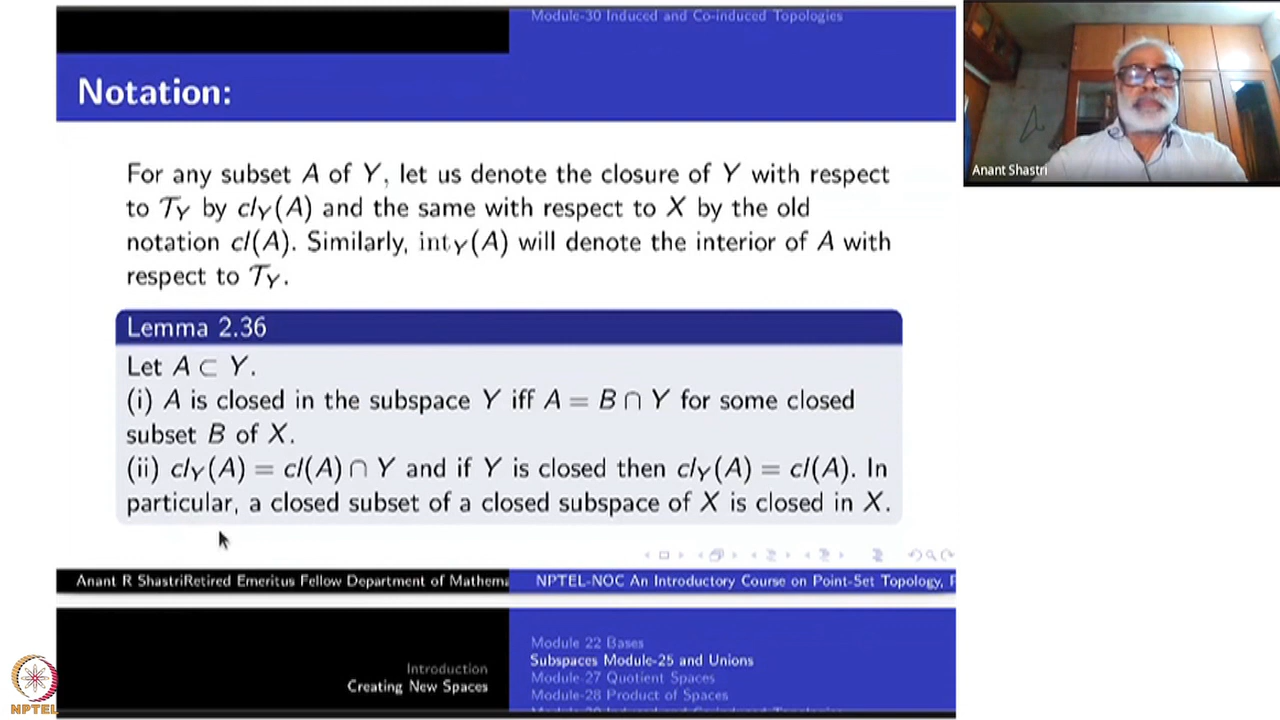 Module-30 Induced and Co-induced Topologies
Notation:
For any subset A of Y, let us denote the closure of Y with respect
to 𝒯_Y by cl_Y(A) and the same with respect to X by the old
notation cl(A). Similarly, int_Y(A) will denote the interior of A with
respect to 𝒯_Y.
Lemma 2.36
Let A ⊂ Y.
(i) A is closed in the subspace Y iff A = B ∩ Y for some closed
subset B of X.
(ii) cl_Y(A) = cl(A) ∩ Y and if Y is closed then cl_Y(A) = cl(A). In
particular, a closed subset of a closed subspace of X is closed in X.
Anant R ShastriRetired Emeritus Fellow Department of Mathema
NPTEL-NOC An Introductory Course on Point-Set Topology, P
Introduction
Creating New Spaces
Module 22 Bases
Subspaces Module-25 and Unions
Module-27 Quotient Spaces
Module-28 Product of Spaces
Anant Shastri
NPTEL